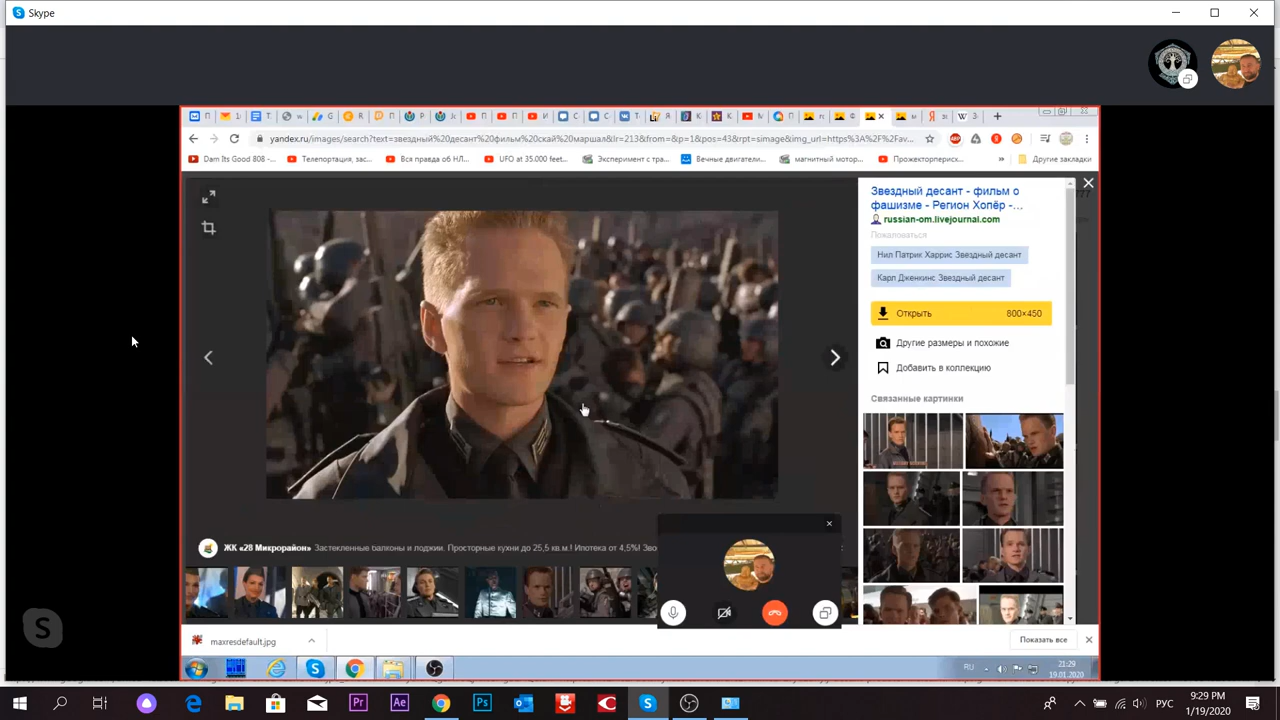 Skype
yandex.ru/images/search?text=звездный%20десант%20фильм%20скай%20маршал&lr=213&from=&p=1&pos=43&rpt=simage&img_url=https%3A%2F%2Fav...
Dam Its Good 808 -...
Телепортация, зас...
Вся правда об НЛ...
UFO at 35.000 feet...
Эксперимент с тра...
Вечные двигатели...
магнитный мотор...
Прожекторперисх...
»
Другие закладки
Звездный десант - фильм о
фашизме - Регион Хопёр -...
russian-om.livejournal.com
Пожаловаться
Нил Патрик Харрис Звездный десант
Карл Дженкинс Звездный десант
Открыть 800×450
Другие размеры и похожие
Добавить в коллекцию
Связанные картинки
ЖК «28 Микрорайон» Застекленные балконы и лоджии. Просторные кухни до 25,5 кв.м.! Ипотека от 4,5%! Зво
maxresdefault.jpg
Показать все
RU
21:29
19.01.2020
S
РУС
9:29 PM
1/19/2020